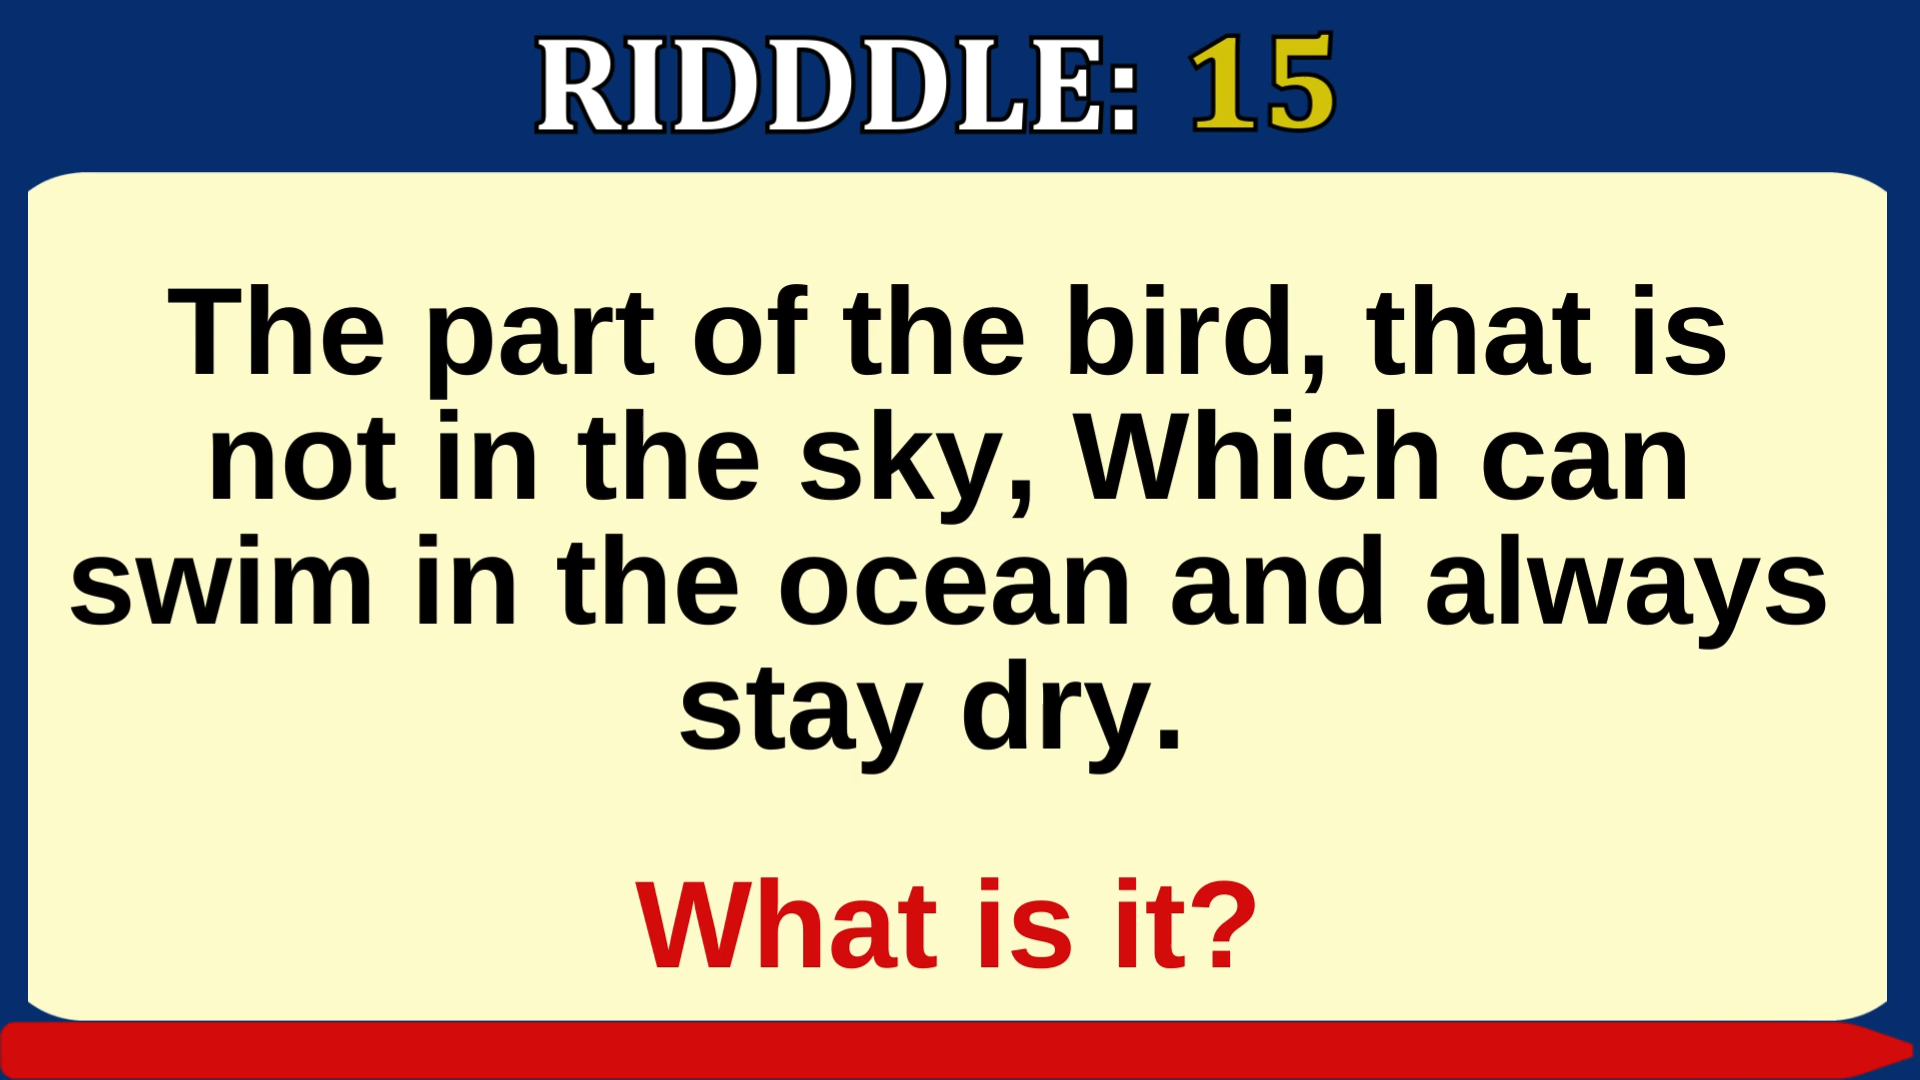 RIDDDLE: 15
The part of the bird, that is
not in the sky, Which can
swim in the ocean and always
stay dry.
What is it?